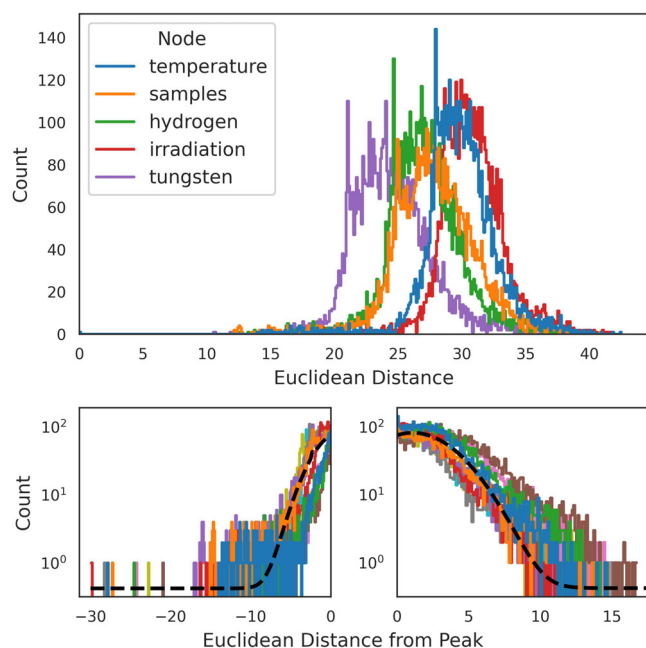 Node
temperature
samples
hydrogen
irradiation
tungsten
Count
140
120
100
80
60
40
20
0
0 5 10 15 20 25 30 35 40
Euclidean Distance
Count
10²
10¹
10⁰
−30 −20 −10 0
10²
10¹
10⁰
0 5 10 15
Euclidean Distance from Peak